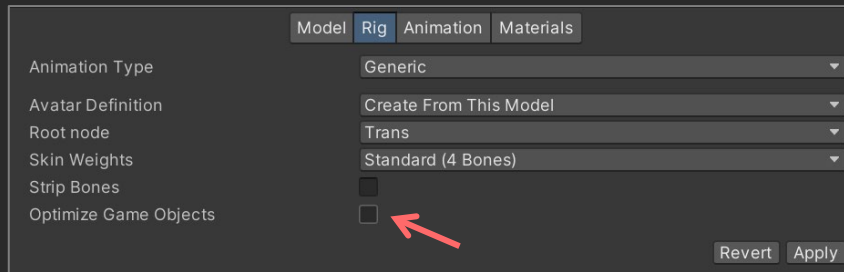 Model Rig Animation Materials
Animation Type Generic
Avatar Definition Create From This Model
Root node Trans
Skin Weights Standard (4 Bones)
Strip Bones
Optimize Game Objects
Revert Apply